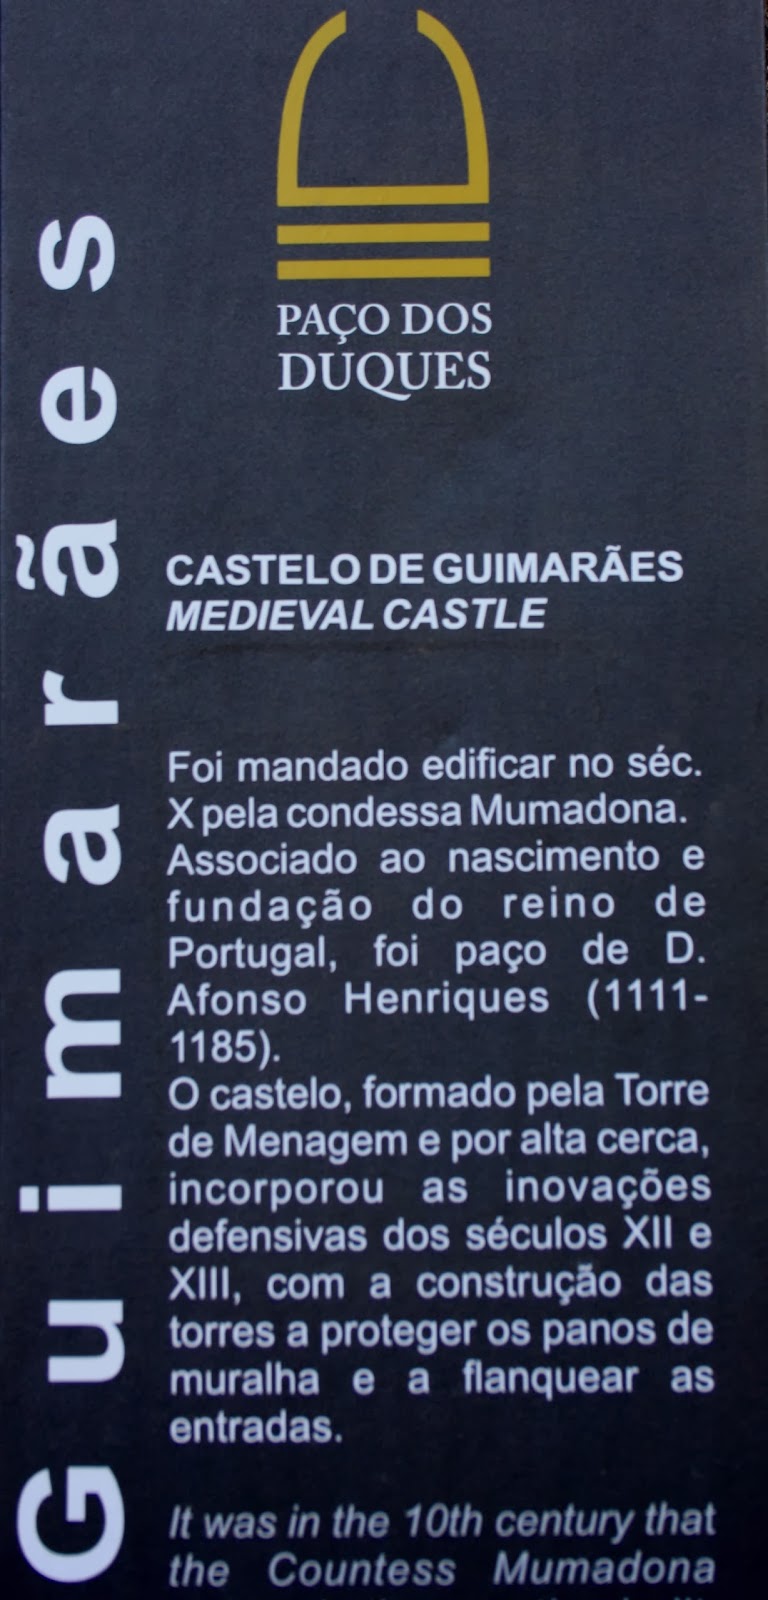 Guimarães
PAÇO DOS
DUQUES
CASTELO DE GUIMARÃES
MEDIEVAL CASTLE
Foi mandado edificar no séc.
X pela condessa Mumadona.
Associado ao nascimento e
fundação do reino de
Portugal, foi paço de D.
Afonso Henriques (1111-
1185).
O castelo, formado pela Torre
de Menagem e por alta cerca,
incorporou as inovações
defensivas dos séculos XII e
XIII, com a construção das
torres a proteger os panos de
muralha e a flanquear as
entradas.
It was in the 10th century that
the Countess Mumadona